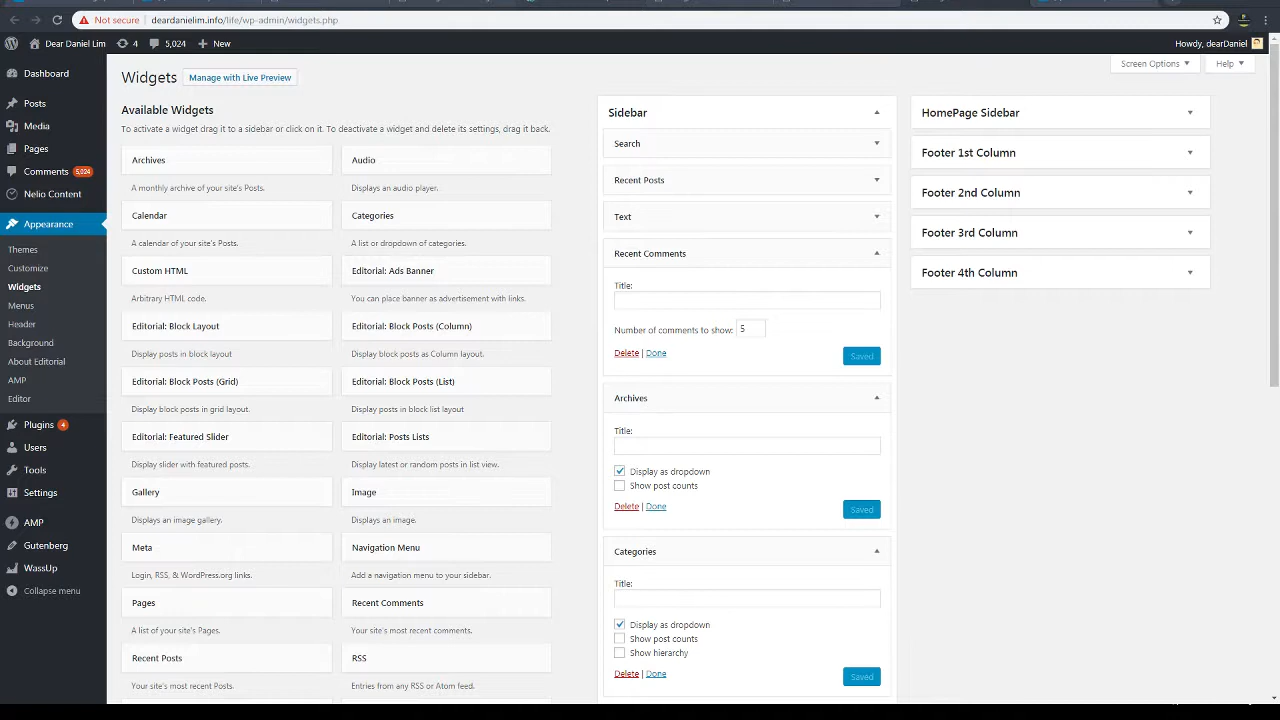 Not secure deardanielim.info/life/wp-admin/widgets.php
Dear Dan Lim 4 5,024 New
Howdy, dearDaniel
Screen Options Help
Dashboard
Posts
Media
Pages
Comments 5,024
Nelio Content
Appearance
Themes
Customize
Widgets
Menus
Header
Background
About Editorial
AMP
Editor
Plugins 4
Users
Tools
Settings
AMP
Gutenberg
WassUp
Collapse menu
Widgets Manage with Live Preview
Available Widgets
To activate a widget drag it to a sidebar or click on it. To deactivate a widget and delete its settings, drag it back.
Archives
A monthly archive of your site's Posts.
Audio
Displays an audio player.
Calendar
A calendar of your site's Posts.
Categories
A list or dropdown of categories.
Custom HTML
Arbitrary HTML code.
Editorial: Ads Banner
You can place banner as advertisement with links.
Editorial: Block Layout
Display posts in block layout
Editorial: Block Posts (Column)
Display block posts as Column layout.
Editorial: Block Posts (Grid)
Display block posts in grid layout.
Editorial: Block Posts (List)
Display posts in block list layout
Editorial: Featured Slider
Display slider with featured posts.
Editorial: Posts Lists
Display latest or random posts in list view.
Gallery
Displays an image gallery.
Image
Displays an image.
Meta
Login, RSS, & WordPress.org links.
Navigation Menu
Add a navigation menu to your sidebar.
Pages
A list of your site's Pages.
Recent Comments
Your site's most recent comments.
Recent Posts
Your site's most recent Posts.
RSS
Entries from any RSS or Atom feed.
Sidebar
Search
Recent Posts
Text
Recent Comments
Title:
Number of comments to show: 5
Delete | Done Saved
Archives
Title:
Display as dropdown
Show post counts
Delete | Done Saved
Categories
Title:
Display as dropdown
Show post counts
Show hierarchy
Delete | Done Saved
HomePage Sidebar
Footer 1st Column
Footer 2nd Column
Footer 3rd Column
Footer 4th Column